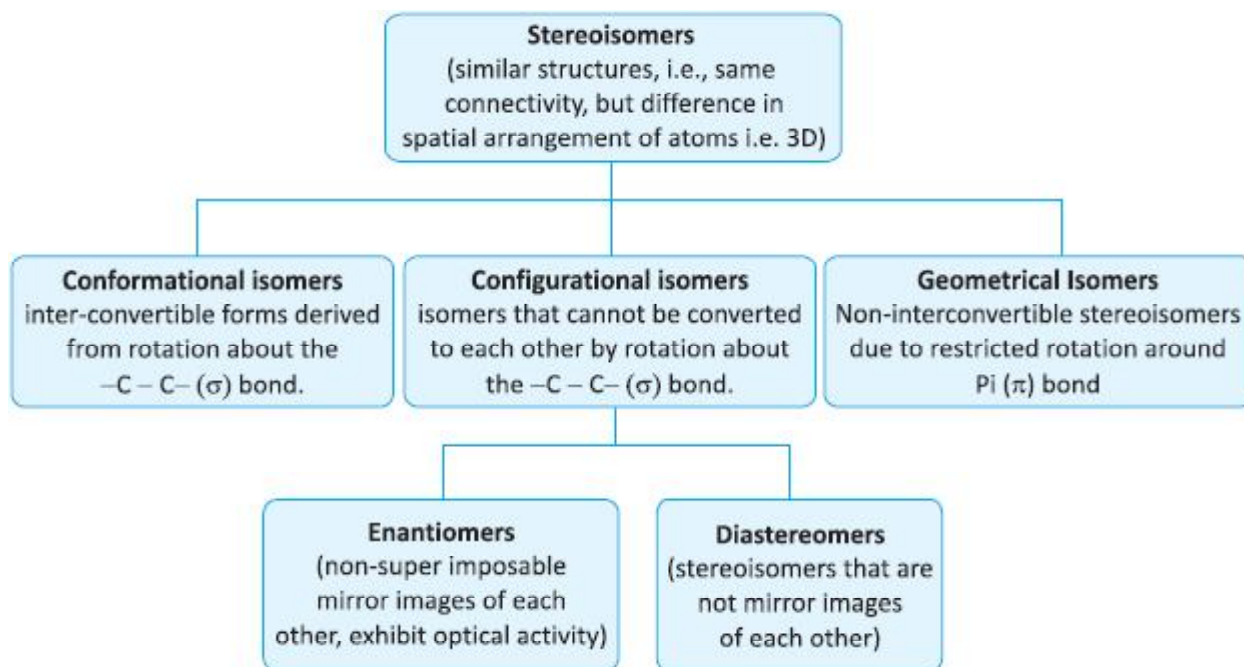 Stereoisomers
(similar structures, i.e., same
connectivity, but difference in
spatial arrangement of atoms i.e. 3D)
Conformational isomers
inter-convertible forms derived
from rotation about the
–C – C– (σ) bond.
Configurational isomers
isomers that cannot be converted
to each other by rotation about
the –C – C– (σ) bond.
Geometrical Isomers
Non-interconvertible stereoisomers
due to restricted rotation around
Pi (π) bond
Enantiomers
(non-super imposable
mirror images of each
other, exhibit optical activity)
Diastereomers
(stereoisomers that are
not mirror images
of each other)